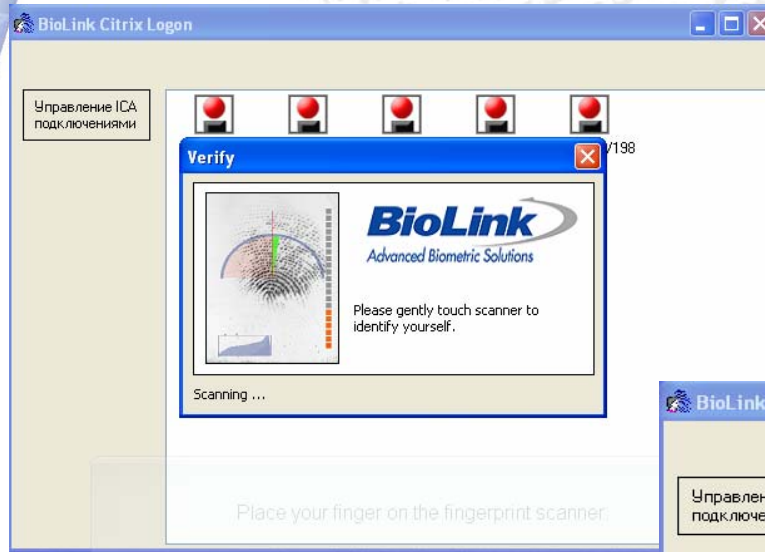 BioLink Citrix Logon
Управление ICA
подключениями
/198
Verify
BioLink
Advanced Biometric Solutions
Please gently touch scanner to
identify yourself.
Scanning ...
Place your finger on the fingerprint scanner.
BioLink
Управлен
подключе